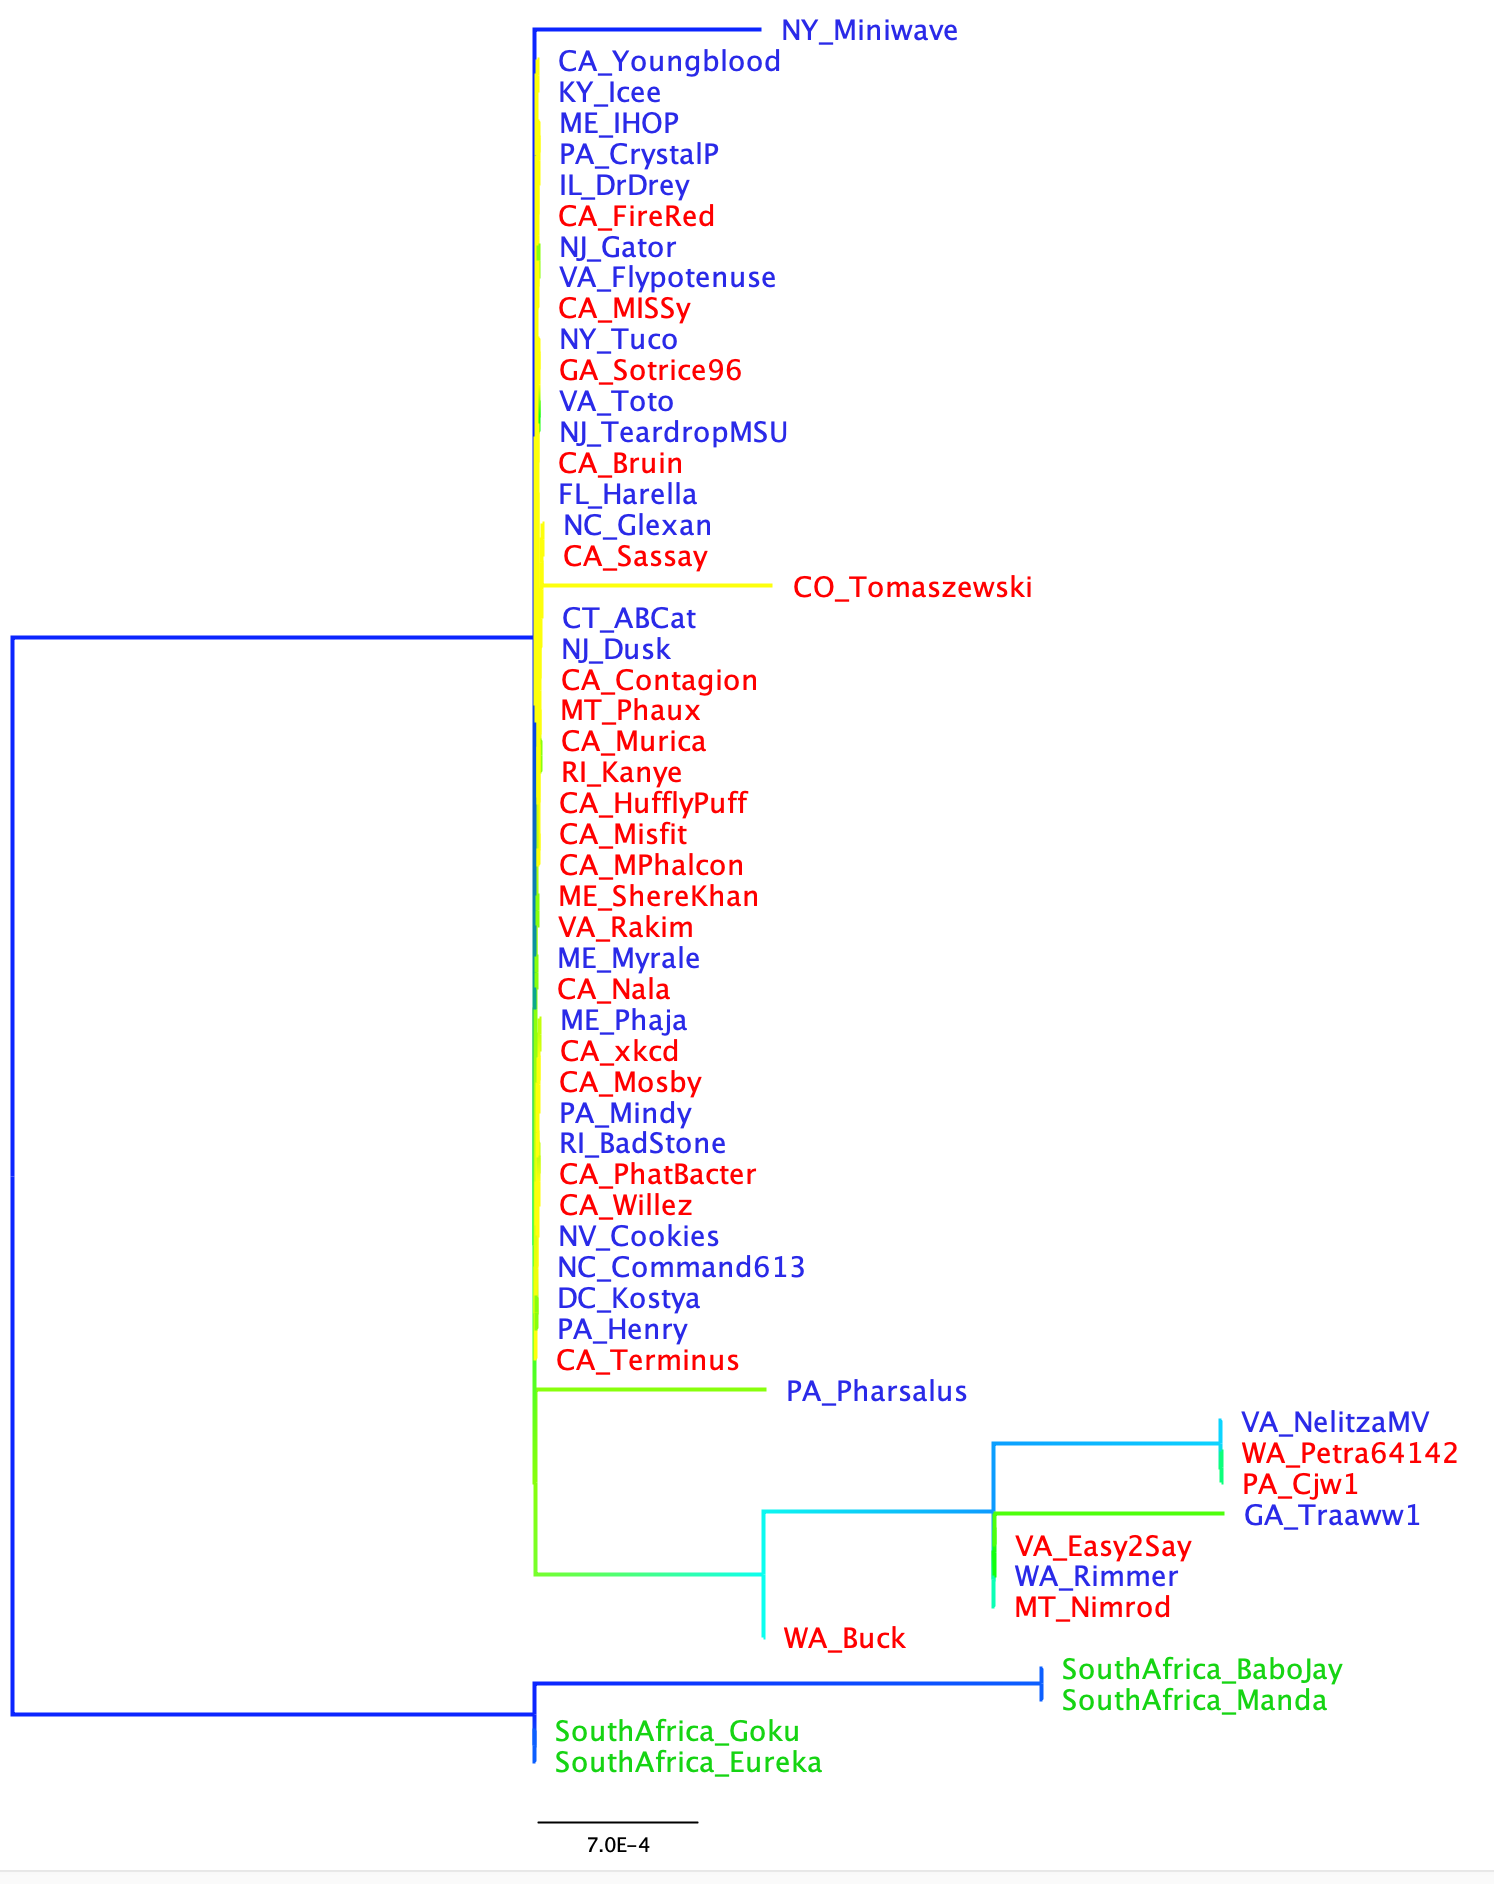 NY_Miniwave
CA_Youngblood
KY_Icee
ME_IHOP
PA_CrystalP
IL_DrDrey
CA_FireRed
NJ_Gator
VA_Flypotenuse
CA_MISSy
NY_Tuco
GA_Sotrice96
VA_Toto
NJ_TeardropMSU
CA_Bruin
FL_Harella
NC_Glexan
CA_Sassay
CO_Tomaszewski
CT_ABCat
NJ_Dusk
CA_Contagion
MT_Phaux
CA_Murica
RI_Kanye
CA_HufflyPuff
CA_Misfit
CA_MPhalcon
ME_ShereKhan
VA_Rakim
ME_Myrale
CA_Nala
ME_Phaja
CA_xkcd
CA_Mosby
PA_Mindy
RI_BadStone
CA_PhatBacter
CA_Willez
NV_Cookies
NC_Command613
DC_Kostya
PA_Henry
CA_Terminus
PA_Pharsalus
VA_NelitzaMV
WA_Petra64142
PA_Cjw1
GA_Traaww1
VA_Easy2Say
WA_Rimmer
MT_Nimrod
WA_Buck
SouthAfrica_BaboJay
SouthAfrica_Manda
SouthAfrica_Goku
SouthAfrica_Eureka
7.0E-4